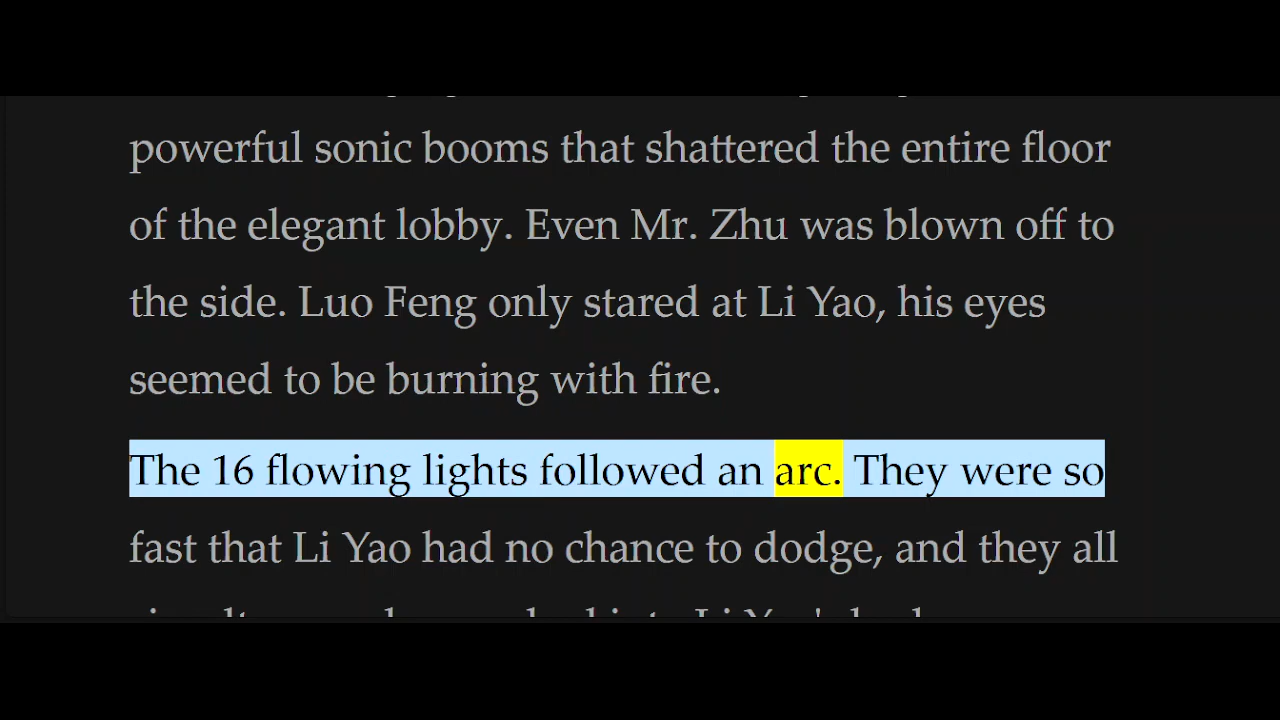 powerful sonic booms that shattered the entire floor
of the elegant lobby. Even Mr. Zhu was blown off to
the side. Luo Feng only stared at Li Yao, his eyes
seemed to be burning with fire.
The 16 flowing lights followed an arc. They were so
fast that Li Yao had no chance to dodge, and they all